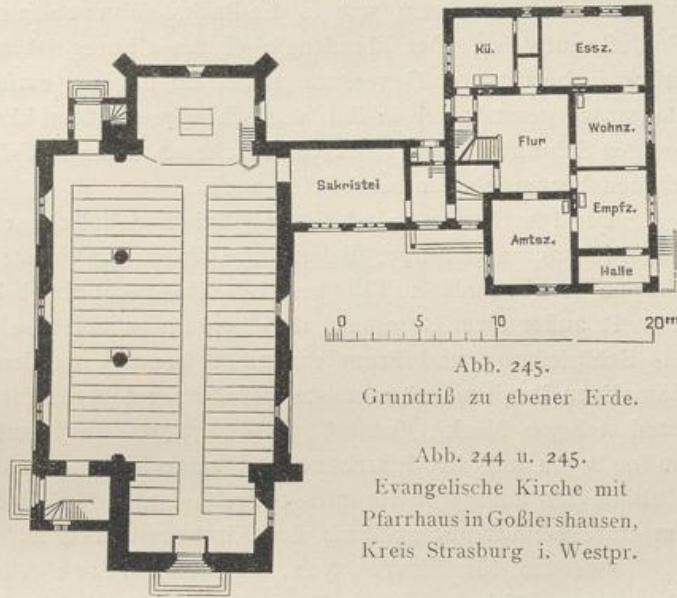 Kü.
Essz.
Flur
Wohnz.
Sakristei
Empfz.
Amtsz.
Halle
0 5 10 20 m
Abb. 245.
Grundriß zu ebener Erde.
Abb. 244 u. 245.
Evangelische Kirche mit
Pfarrhaus in Goßlershausen,
Kreis Strasburg i. Westpr.